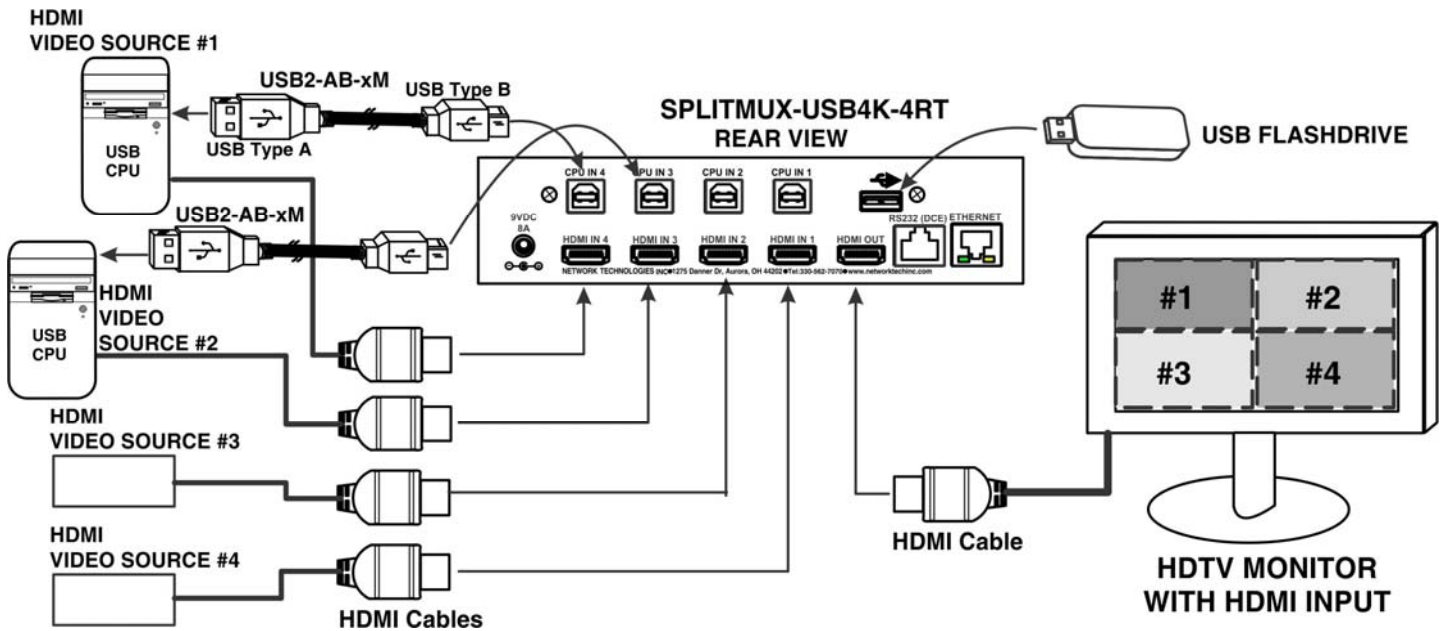 HDMI
VIDEO SOURCE #1
USB2-AB-xM
USB Type B
USB Type A
USB
CPU
SPLITMUX-USB4K-4RT
REAR VIEW
USB FLASHDRIVE
CPU IN 4
CPU IN 3
CPU IN 2
CPU IN 1
USB2-AB-xM
9VDC
8A
RS232 (DCE)
ETHERNET
HDMI IN 4
HDMI IN 3
HDMI IN 2
HDMI IN 1
HDMI OUT
NETWORK TECHNOLOGIES INC●1275 Danner Dr, Aurora, OH 44202●Tel:330-562-7070●www.networktechinc.com
HDMI
VIDEO
SOURCE #2
USB
CPU
#1
#2
#3
#4
HDMI
VIDEO SOURCE #3
HDMI
VIDEO SOURCE #4
HDMI Cables
HDMI Cable
HDTV MONITOR
WITH HDMI INPUT